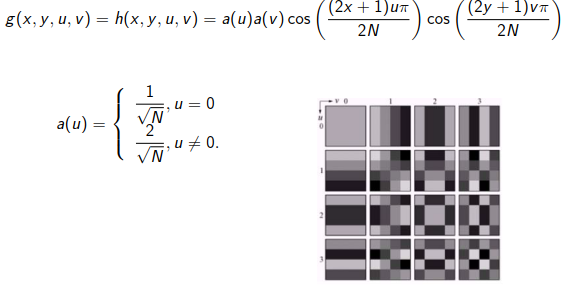 g(x, y, u, v) = h(x, y, u, v) = a(u)a(v) cos ( (2x + 1)uπ / 2N ) cos ( (2y + 1)vπ / 2N )
a(u) = { 1/√N, u = 0
2/√N, u ≠ 0.
v 0 1 2 3
u
0
1
2
3